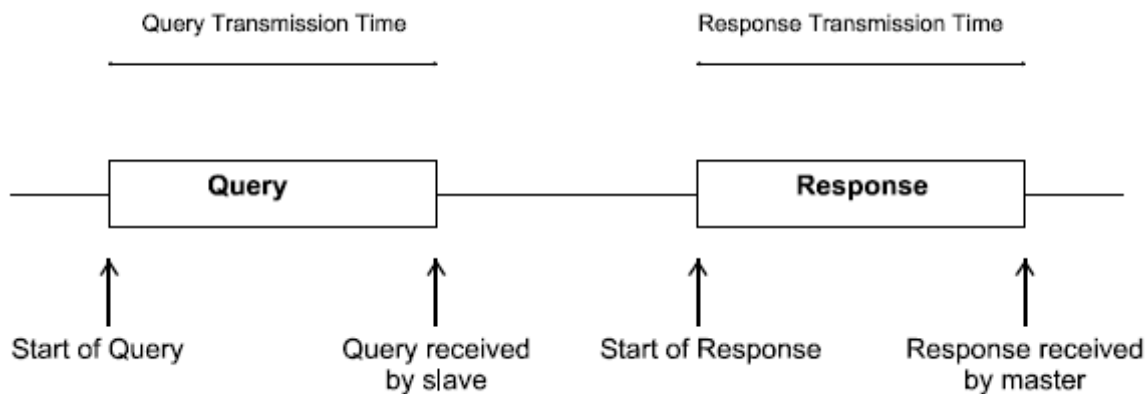 Query Transmission Time
Response Transmission Time
Query
Response
Start of Query
Query received
by slave
Start of Response
Response received
by master